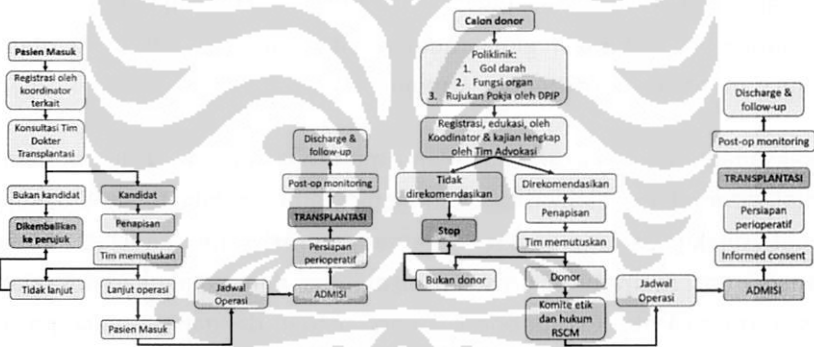 Pasien Masuk
Registrasi oleh
koordinator
terkait
Konsultasi Tim
Dokter
Transplantasi
Bukan kandidat
Kandidat
Dikembalikan
ke perujuk
Penapisan
Tim memutuskan
Tidak lanjut
Lanjut operasi
Pasien Masuk
Jadwal
Operasi
Discharge &
follow-up
Post-op monitoring
TRANSPLANTASI
Persiapan
perioperatif
ADMISI
Calon donor
Poliklinik:
1. Gol darah
2. Fungsi organ
3. Rujukan Pokja oleh DPJP
Registrasi, edukasi, oleh
Koodinator & kajian lengkap
oleh Tim Advokasi
Tidak
direkomendasikan
Direkomendasikan
Stop
Penapisan
Tim memutuskan
Bukan donor
Donor
Komite etik
dan hukum
RSCM
Jadwal
Operasi
Discharge &
follow-up
Post-op monitoring
TRANSPLANTASI
Persiapan
perioperatif
Informed consent
ADMISI